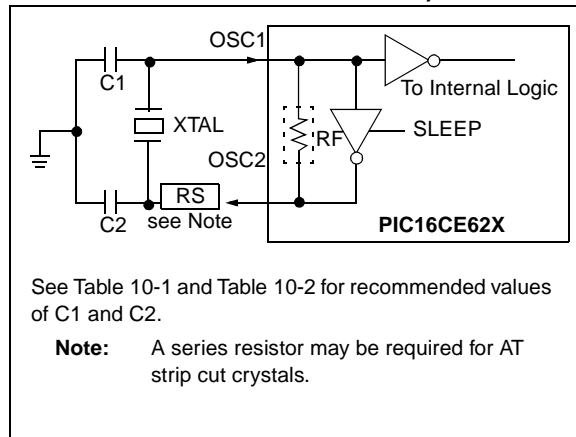 OSC1
C1
To Internal Logic
XTAL
RF
SLEEP
OSC2
RS
C2
see Note
PIC16CE62X
See Table 10-1 and Table 10-2 for recommended values
of C1 and C2.
Note: A series resistor may be required for AT
strip cut crystals.